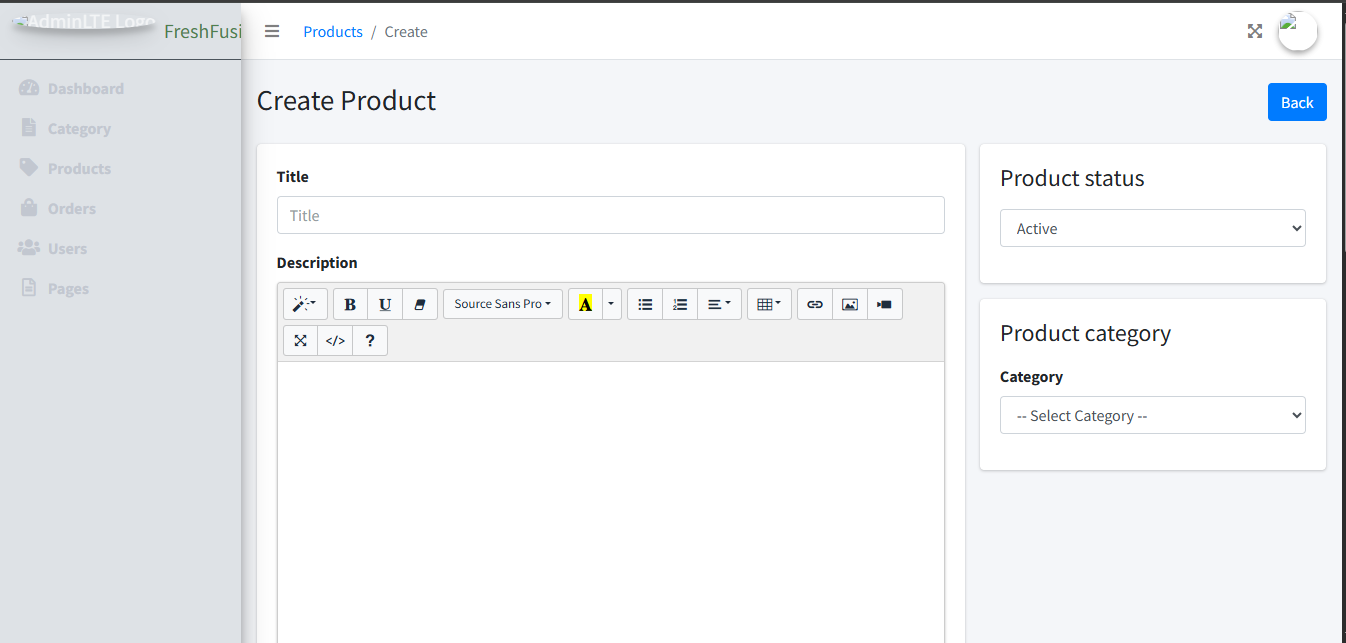 AdminLTE Logo
FreshFusi
Products / Create
Dashboard
Category
Products
Orders
Users
Pages
Create Product
Back
Title
Title
Description
B U Source Sans Pro A
</> ?
Product status
Active
Product category
Category
-- Select Category --